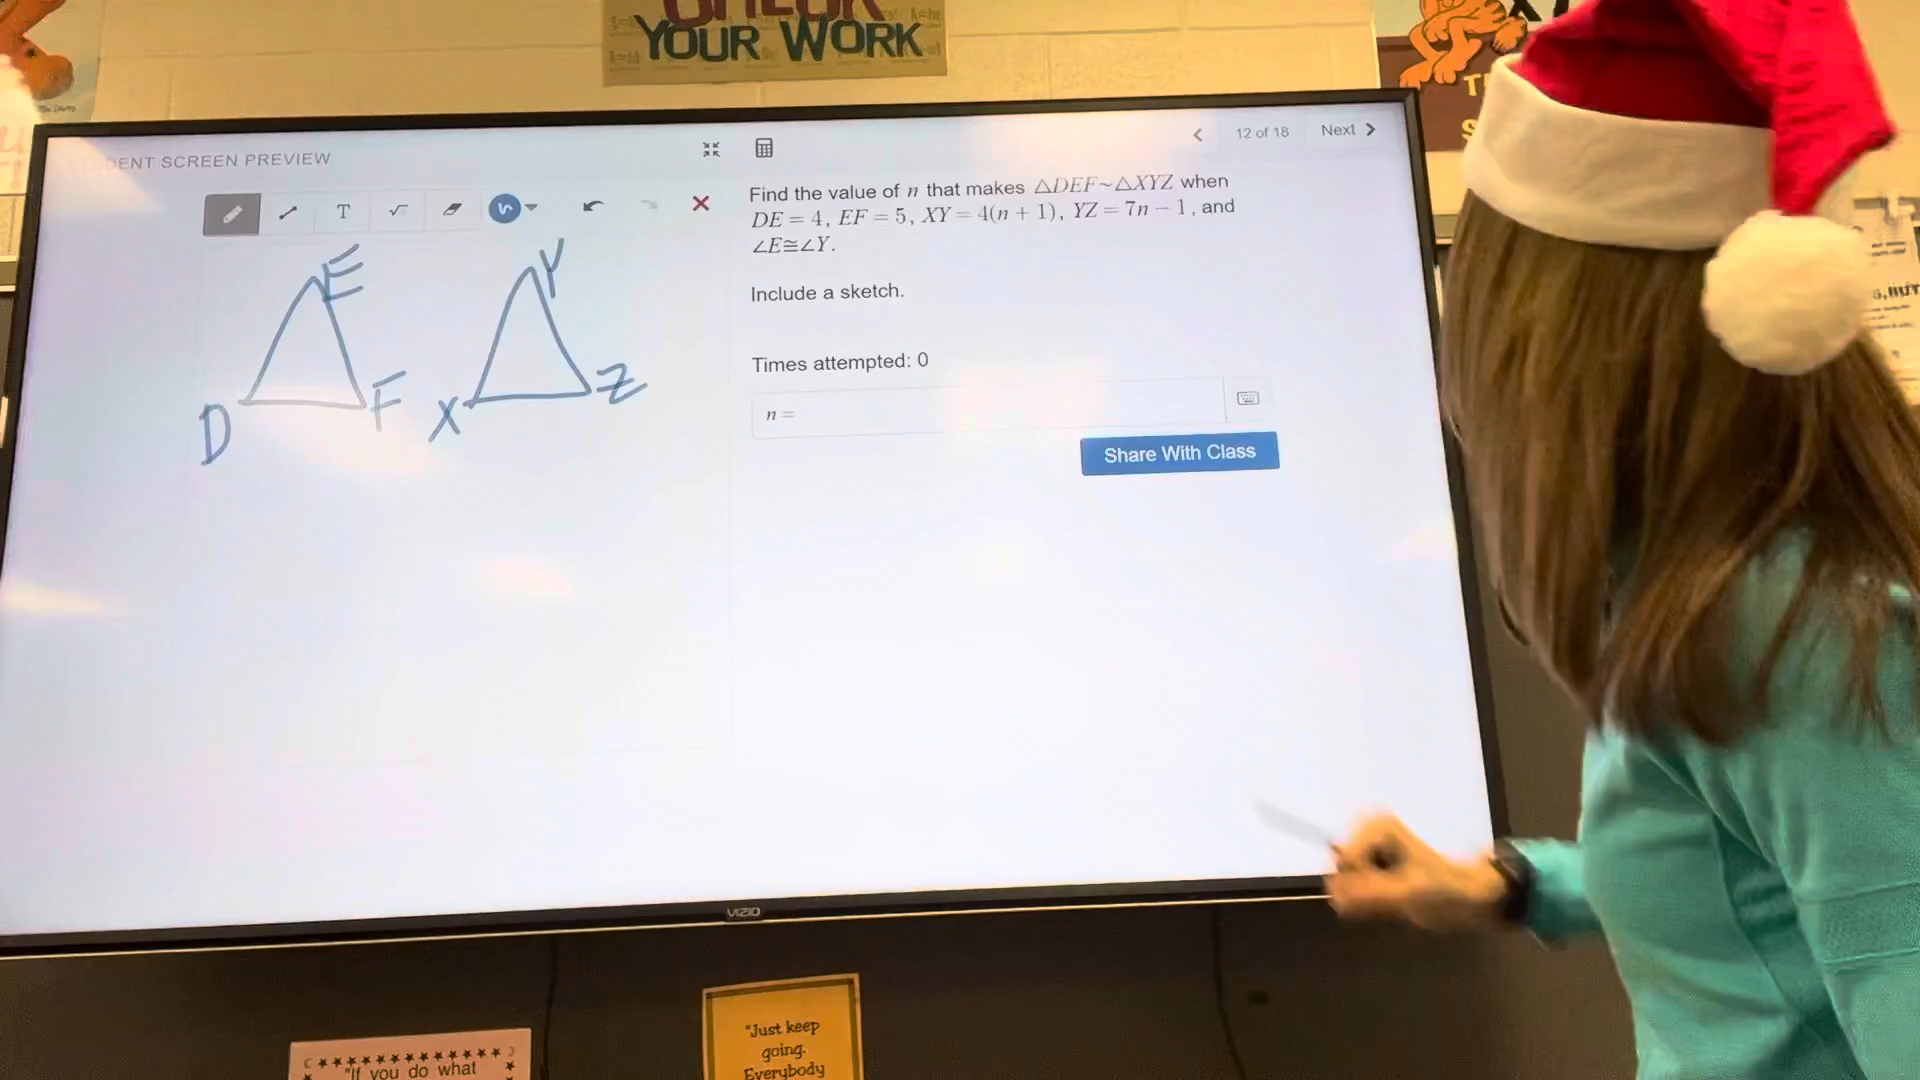 YOUR WORK
STUDENT SCREEN PREVIEW
12 of 18
Next
T
Find the value of n that makes △DEF~△XYZ when
DE = 4, EF = 5, XY = 4(n + 1), YZ = 7n − 1, and
∠E≅∠Y.
Include a sketch.
Times attempted: 0
n =
Share With Class
E
D
F
Y
X
Z
VIZIO
"Just keep
going.
Everybody
"If you do what